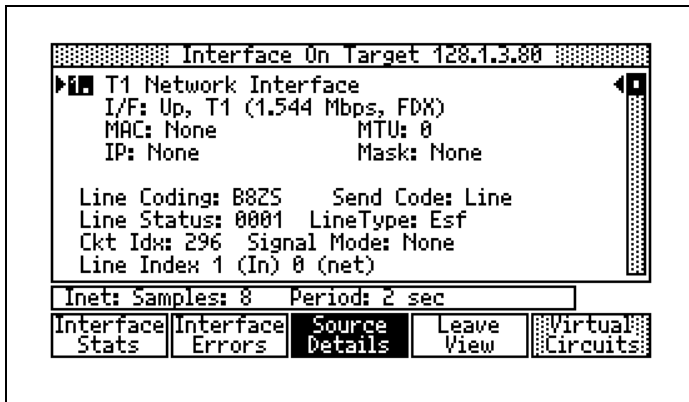 Interface On Target 128.1.3.80
1. T1 Network Interface
I/F: Up, T1 (1.544 Mbps, FDX)
MAC: None MTU: 0
IP: None Mask: None
Line Coding: B8ZS Send Code: Line
Line Status: 0001 LineType: Esf
Ckt Idx: 296 Signal Mode: None
Line Index 1 (In) 0 (net)
Inet: Samples: 8 Period: 2 sec
Interface Stats
Interface Errors
Source Details
Leave View
Virtual Circuits